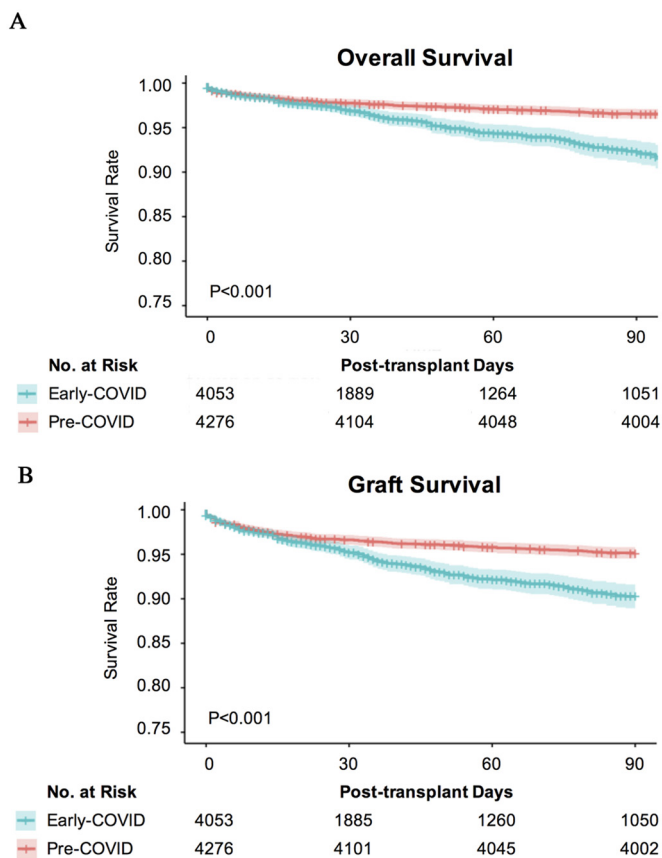 A
Overall Survival
1.00
0.95
0.90
0.85
0.80
0.75
Survival Rate
P<0.001
0 30 60 90
No. at Risk Post-transplant Days
Early-COVID 4053 1889 1264 1051
Pre-COVID 4276 4104 4048 4004
B
Graft Survival
1.00
0.95
0.90
0.85
0.80
0.75
Survival Rate
P<0.001
0 30 60 90
No. at Risk Post-transplant Days
Early-COVID 4053 1885 1260 1050
Pre-COVID 4276 4101 4045 4002